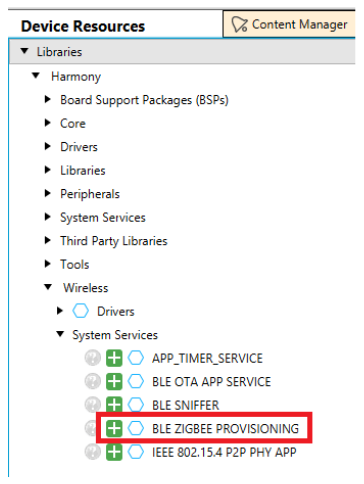 Device Resources
Content Manager
Libraries
Harmony
Board Support Packages (BSPs)
Core
Drivers
Libraries
Peripherals
System Services
Third Party Libraries
Tools
Wireless
Drivers
System Services
APP_TIMER_SERVICE
BLE OTA APP SERVICE
BLE SNIFFER
BLE ZIGBEE PROVISIONING
IEEE 802.15.4 P2P PHY APP